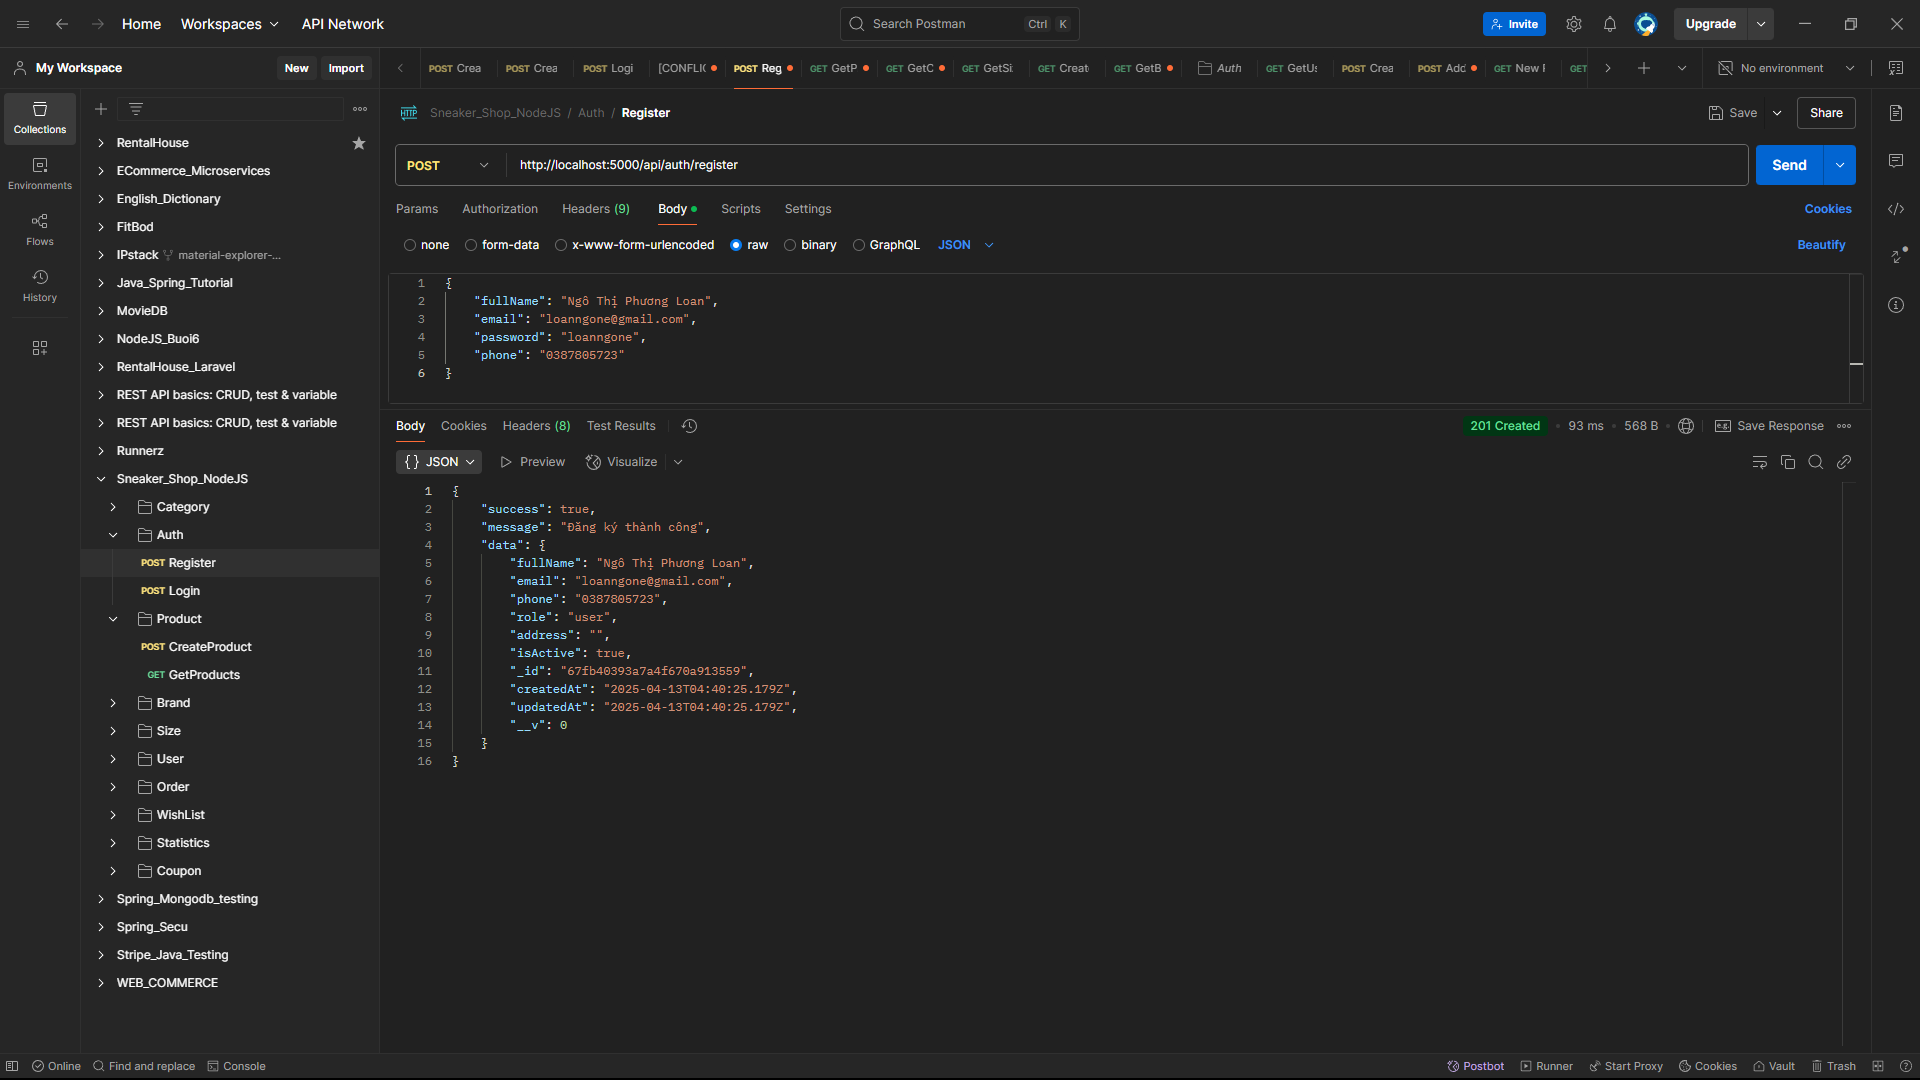 Home Workspaces API Network Search Postman Ctrl K Invite Upgrade
My Workspace New Import
POST Crea POST Crea POST Logi [CONFLIC POST Reg GET GetP GET GetC GET GetSi GET Create GET GetB Auth GET GetUs POST Crea POST Add GET New F GET No environment
Collections
Environments
Flows
History
RentalHouse
ECommerce_Microservices
English_Dictionary
FitBod
IPstack material-explorer-...
Java_Spring_Tutorial
MovieDB
NodeJS_Buoi6
RentalHouse_Laravel
REST API basics: CRUD, test & variable
REST API basics: CRUD, test & variable
Runnerz
Sneaker_Shop_NodeJS
Category
Auth
POST Register
POST Login
Product
POST CreateProduct
GET GetProducts
Brand
Size
User
Order
WishList
Statistics
Coupon
Spring_Mongodb_testing
Spring_Secu
Stripe_Java_Testing
WEB_COMMERCE
HTTP Sneaker_Shop_NodeJS / Auth / Register Save Share
POST http://localhost:5000/api/auth/register Send
Params Authorization Headers (9) Body Scripts Settings Cookies
none form-data x-www-form-urlencoded raw binary GraphQL JSON Beautify
1 {
2 "fullName": "Ngô Thị Phương Loan",
3 "email": "loanngone@gmail.com",
4 "password": "loanngone",
5 "phone": "0387805723"
6 }
Body Cookies Headers (8) Test Results 201 Created 93 ms 568 B Save Response
{} JSON Preview Visualize
1 {
2 "success": true,
3 "message": "Đăng ký thành công",
4 "data": {
5 "fullName": "Ngô Thị Phương Loan",
6 "email": "loanngone@gmail.com",
7 "phone": "0387805723",
8 "role": "user",
9 "address": "",
10 "isActive": true,
11 "_id": "67fb40393a7a4f670a913559",
12 "createdAt": "2025-04-13T04:40:25.179Z",
13 "updatedAt": "2025-04-13T04:40:25.179Z",
14 "__v": 0
15 }
16 }
Online Find and replace Console Postbot Runner Start Proxy Cookies Vault Trash